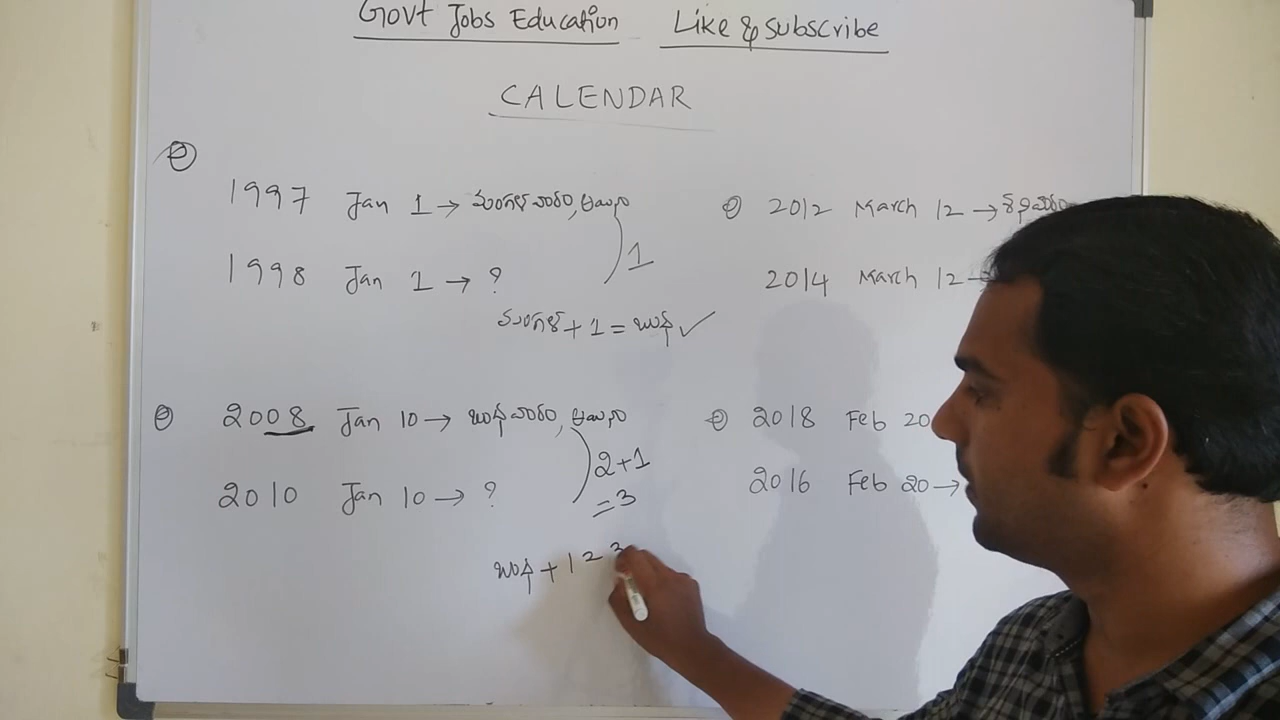 Govt Jobs Education Like & Subscribe
CALENDAR
1997 Jan 1 → మంగళవారం,
1998 Jan 1 → ?
1
మంగళ + 1 = బుధ ✓
2008 Jan 10 → బుధవారం,
2010 Jan 10 → ?
2+1
=3
బుధ + 1 2 3
2012 March 12 → శనివారం
2014 March 12 →
2018 Feb 20
2016 Feb 20 →